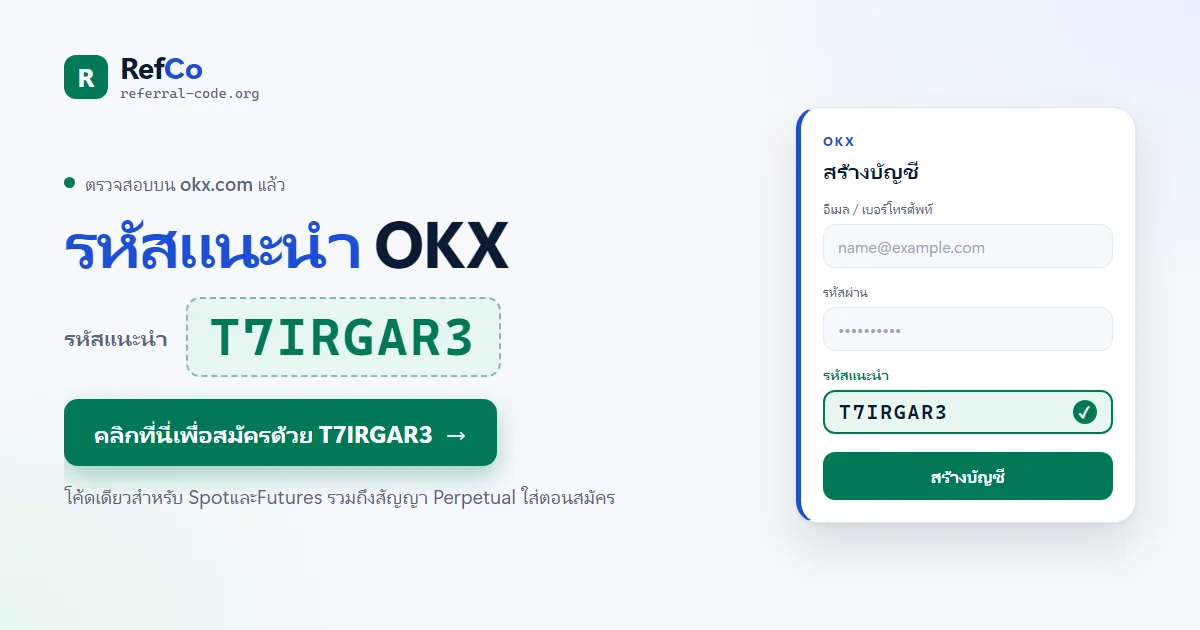 R
RefCo
referral-code.org
ตรวจสอบบน okx.com แล้ว
รหัสแนะนำ OKX
รหัสแนะนำ
T7IRGAR3
คลิกที่นี่เพื่อสมัครด้วย T7IRGAR3 →
โค้ดเดียวสำหรับ SpotและFutures รวมถึงสัญญา Perpetual ใส่ตอนสมัคร
OKX
สร้างบัญชี
อีเมล / เบอร์โทรศัพท์
name@example.com
รหัสผ่าน
••••••••••
รหัสแนะนำ
T7IRGAR3 ✓
สร้างบัญชี